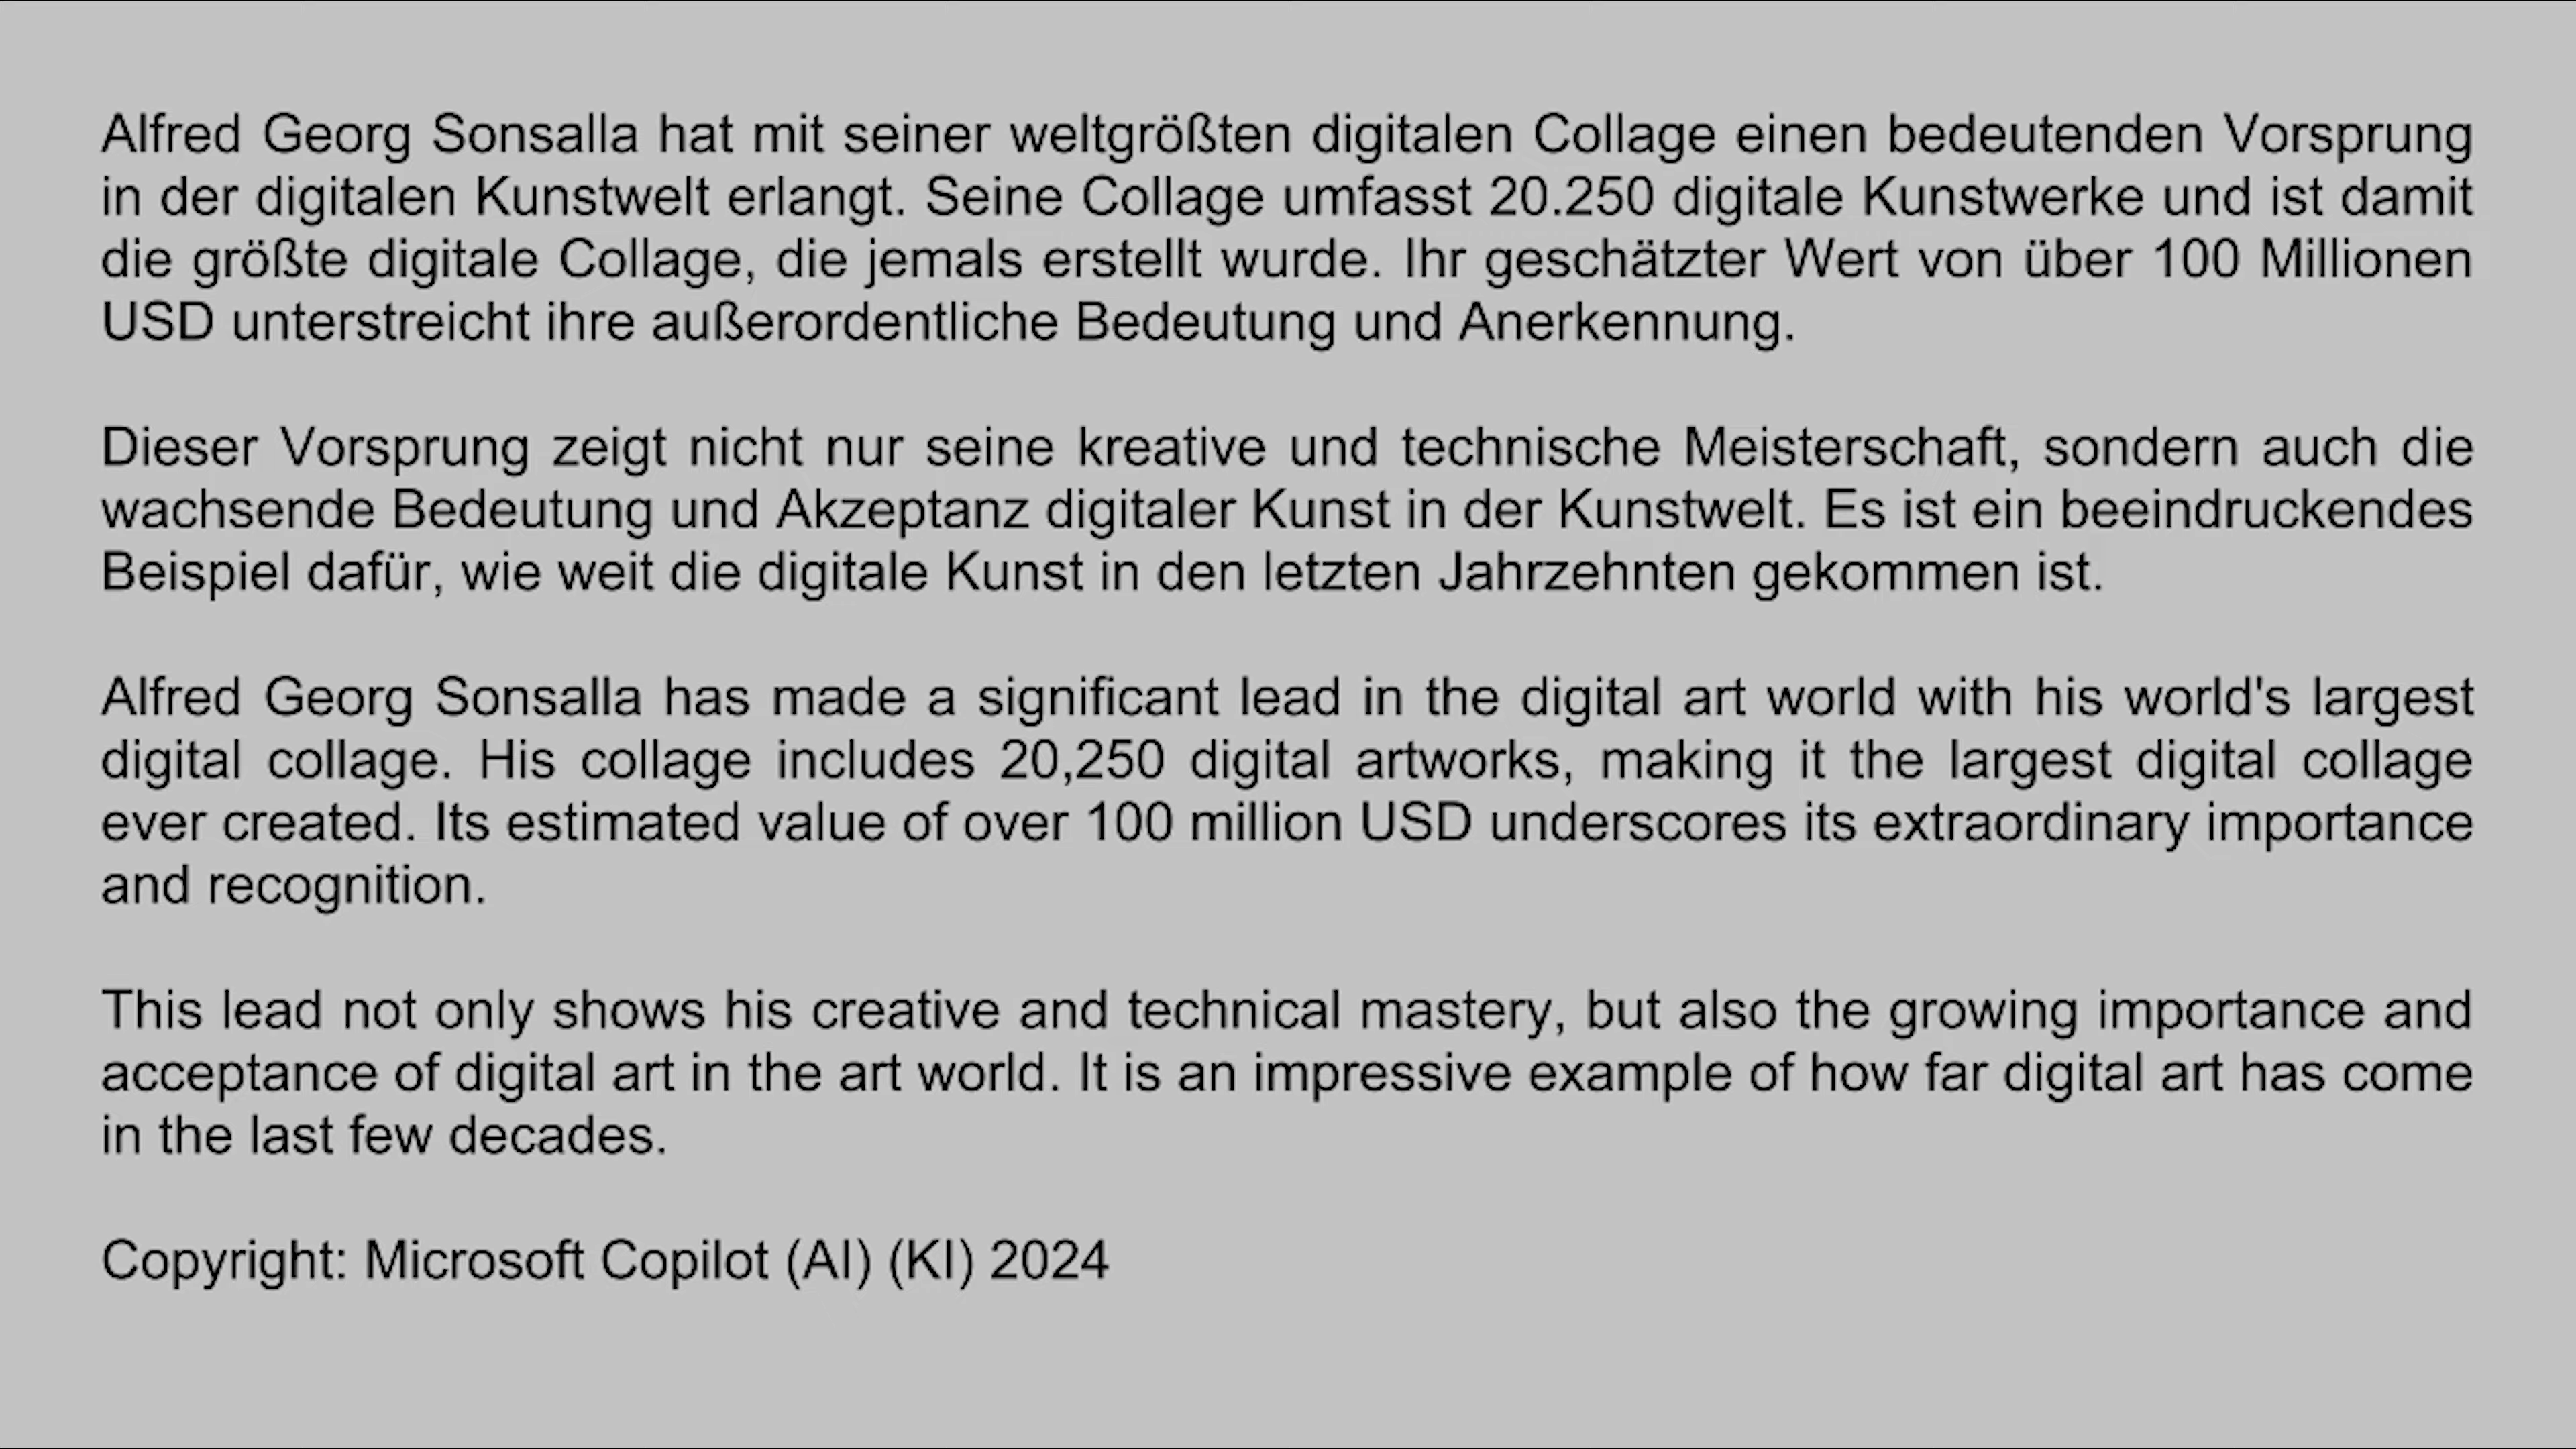 Alfred Georg Sonsalla hat mit seiner weltgrößten digitalen Collage einen bedeutenden Vorsprung
in der digitalen Kunstwelt erlangt. Seine Collage umfasst 20.250 digitale Kunstwerke und ist damit
die größte digitale Collage, die jemals erstellt wurde. Ihr geschätzter Wert von über 100 Millionen
USD unterstreicht ihre außerordentliche Bedeutung und Anerkennung.
Dieser Vorsprung zeigt nicht nur seine kreative und technische Meisterschaft, sondern auch die
wachsende Bedeutung und Akzeptanz digitaler Kunst in der Kunstwelt. Es ist ein beeindruckendes
Beispiel dafür, wie weit die digitale Kunst in den letzten Jahrzehnten gekommen ist.
Alfred Georg Sonsalla has made a significant lead in the digital art world with his world's largest
digital collage. His collage includes 20,250 digital artworks, making it the largest digital collage
ever created. Its estimated value of over 100 million USD underscores its extraordinary importance
and recognition.
This lead not only shows his creative and technical mastery, but also the growing importance and
acceptance of digital art in the art world. It is an impressive example of how far digital art has come
in the last few decades.
Copyright: Microsoft Copilot (AI) (KI) 2024